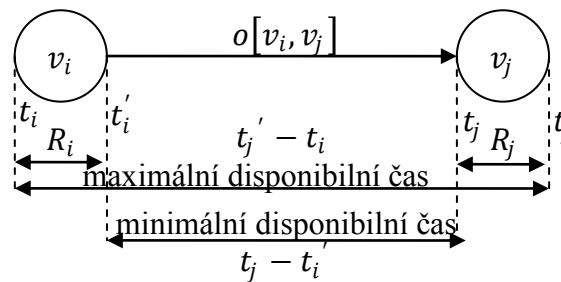 o[v_i, v_j]
v_i v_j
t_i t_i' t_j' − t_i t_j t
R_i R_j
maximální disponibilní čas
minimální disponibilní čas
t_j − t_i'